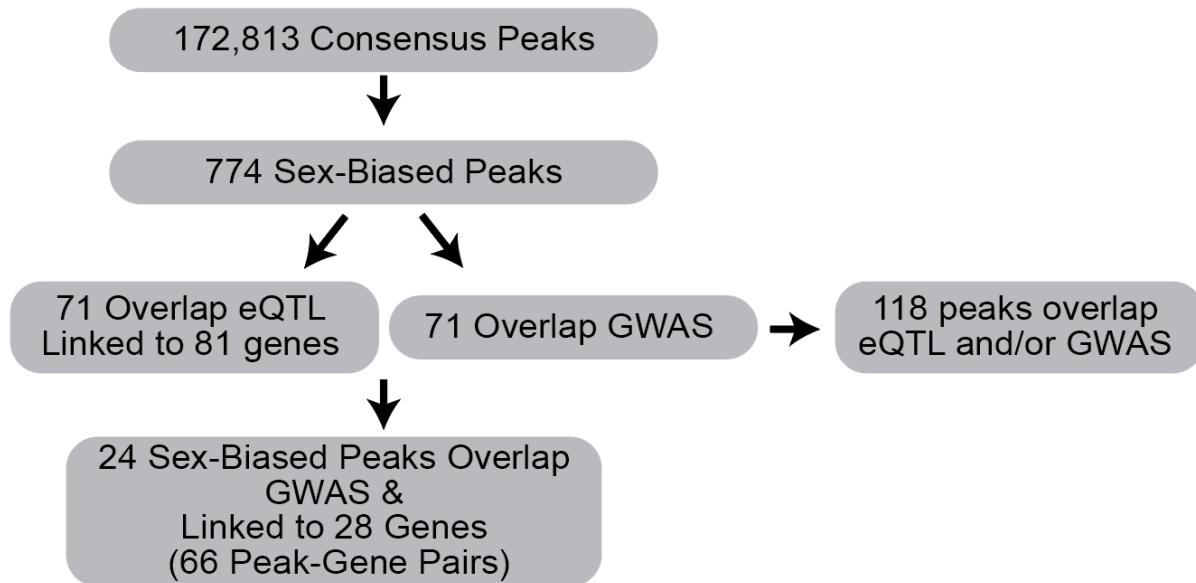 172,813 Consensus Peaks
774 Sex-Biased Peaks
71 Overlap eQTL
Linked to 81 genes
71 Overlap GWAS
118 peaks overlap
eQTL and/or GWAS
24 Sex-Biased Peaks Overlap
GWAS &
Linked to 28 Genes
(66 Peak-Gene Pairs)